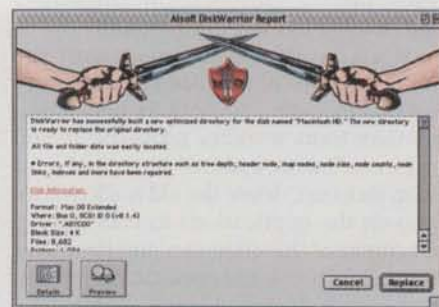 Alsoft DiskWarrior Report
DiskWarrior has successfully built a new optimized directory for the disk named "Macintosh HD." The new directory
is ready to replace the original directory.
All file and folder data was easily located.
Errors, if any, in the directory structure such as tree depth, header node, map nodes, node size, node counts, node
links, indexes and more have been repaired.
Disk Information:
Format: Mac OS Extended
Where: Bus 0, SCSI ID 0 (v8.1.4)
Block Size: 4 K
Files: 9,602
Details
Preview
Cancel
Replace